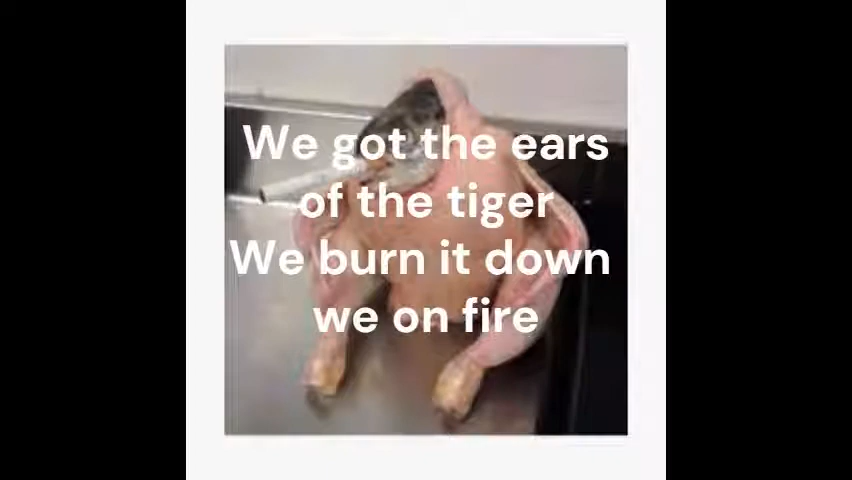 We got the ears
of the tiger
We burn it down
we on fire